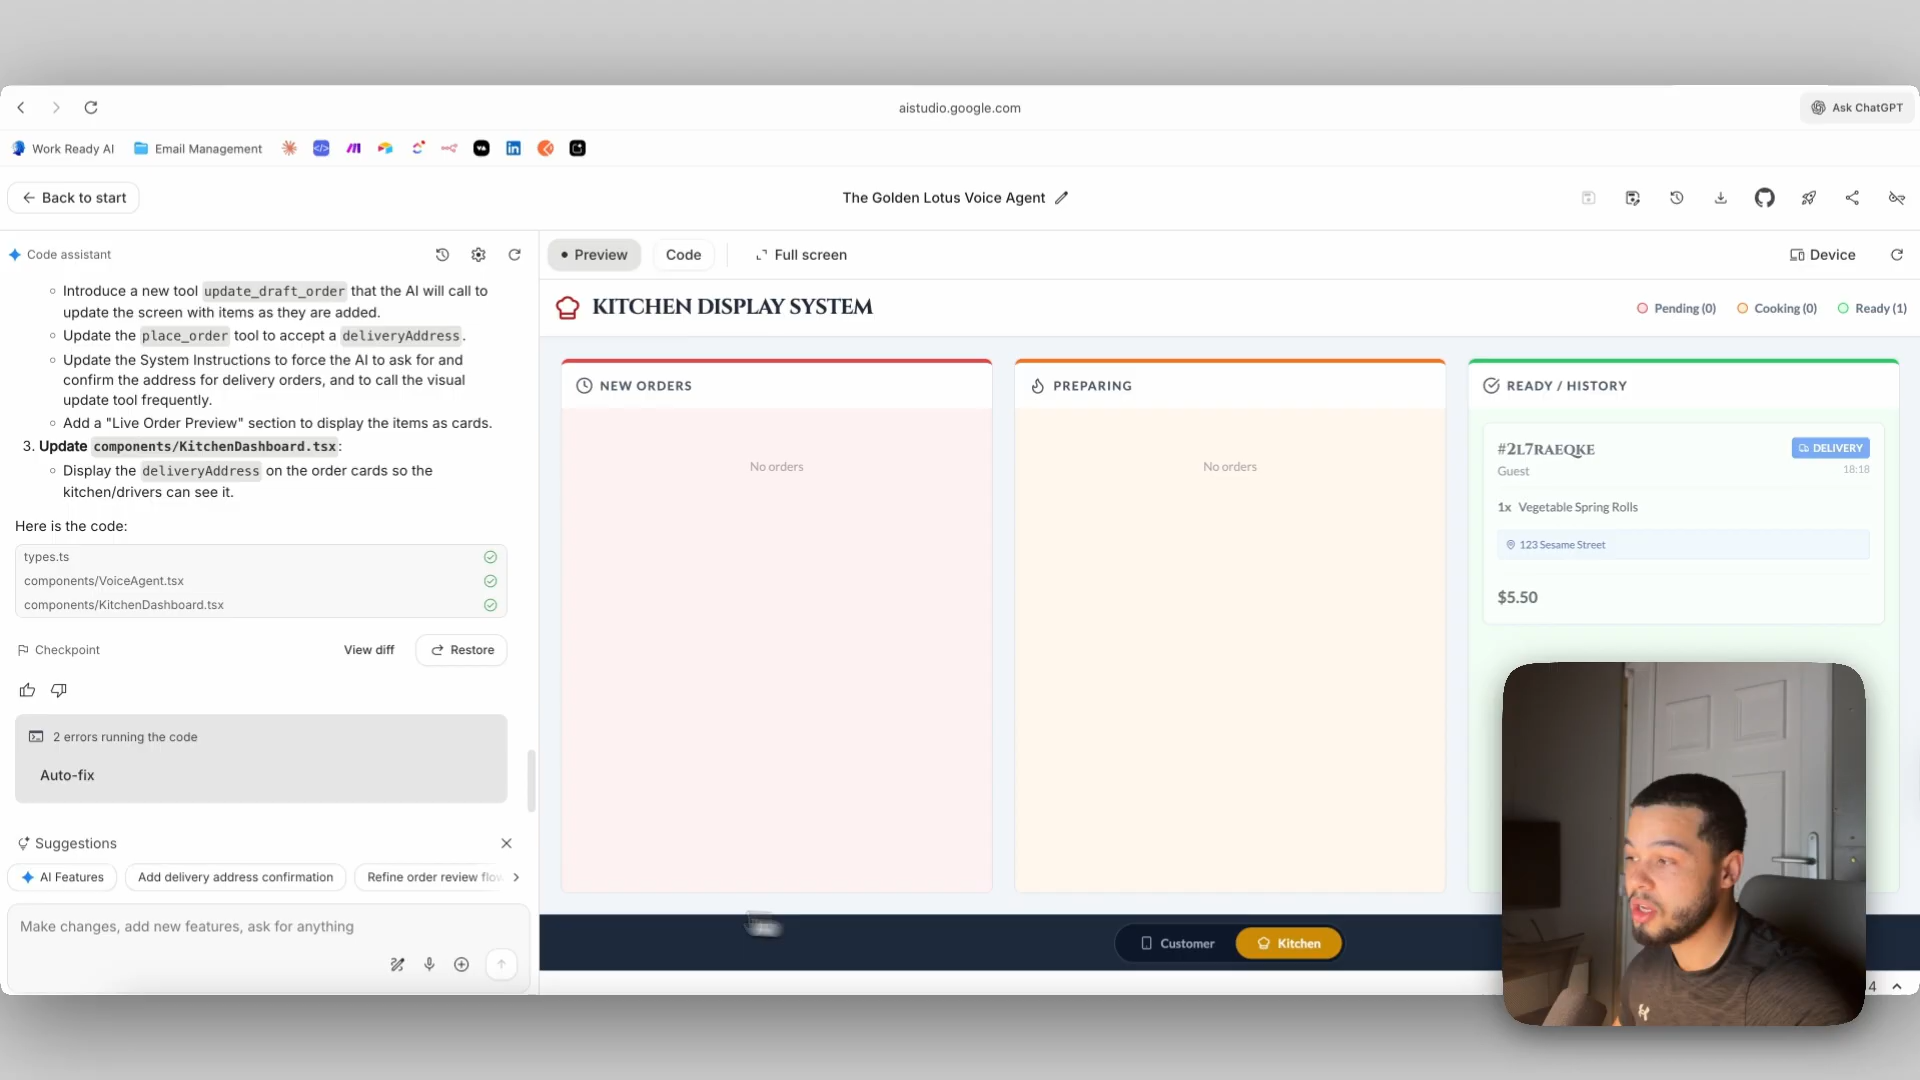 aistudio.google.com
Ask ChatGPT
Work Ready AI
Email Management
Back to start
The Golden Lotus Voice Agent
Code assistant
Preview
Code
Full screen
Device
Introduce a new tool update_draft_order that the AI will call to
update the screen with items as they are added.
Update the place_order tool to accept a deliveryAddress.
Update the System Instructions to force the AI to ask for and
confirm the address for delivery orders, and to call the visual
update tool frequently.
Add a "Live Order Preview" section to display the items as cards.
3. Update components/KitchenDashboard.tsx:
Display the deliveryAddress on the order cards so the
kitchen/drivers can see it.
Here is the code:
types.ts
components/VoiceAgent.tsx
components/KitchenDashboard.tsx
Checkpoint
View diff
Restore
2 errors running the code
Auto-fix
Suggestions
AI Features
Add delivery address confirmation
Refine order review flow
Make changes, add new features, ask for anything
KITCHEN DISPLAY SYSTEM
Pending (0)
Cooking (0)
Ready (1)
NEW ORDERS
No orders
PREPARING
No orders
READY / HISTORY
#2L7RAEQKE
DELIVERY
Guest
18:18
1x Vegetable Spring Rolls
123 Sesame Street
$5.50
Customer
Kitchen
4